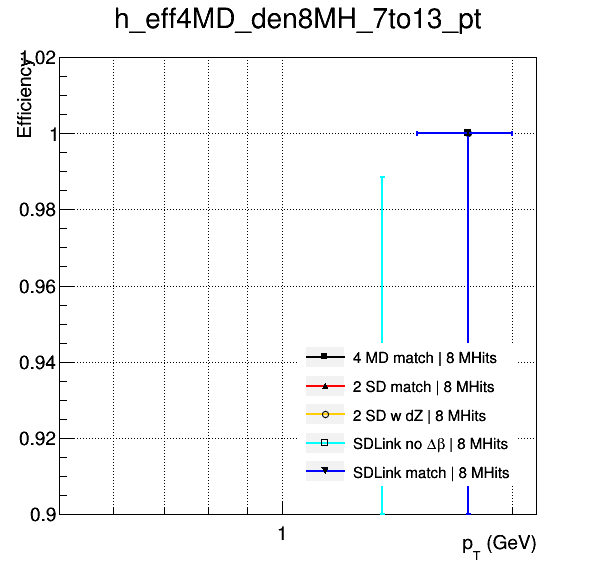 h_eff4MD_den8MH_7to13_pt
Efficiency
1.02
1
0.98
0.96
0.94
0.92
0.9
4 MD match | 8 MHits
2 SD match | 8 MHits
2 SD w dZ | 8 MHits
SDLink no Δβ | 8 MHits
SDLink match | 8 MHits
1
p_T (GeV)